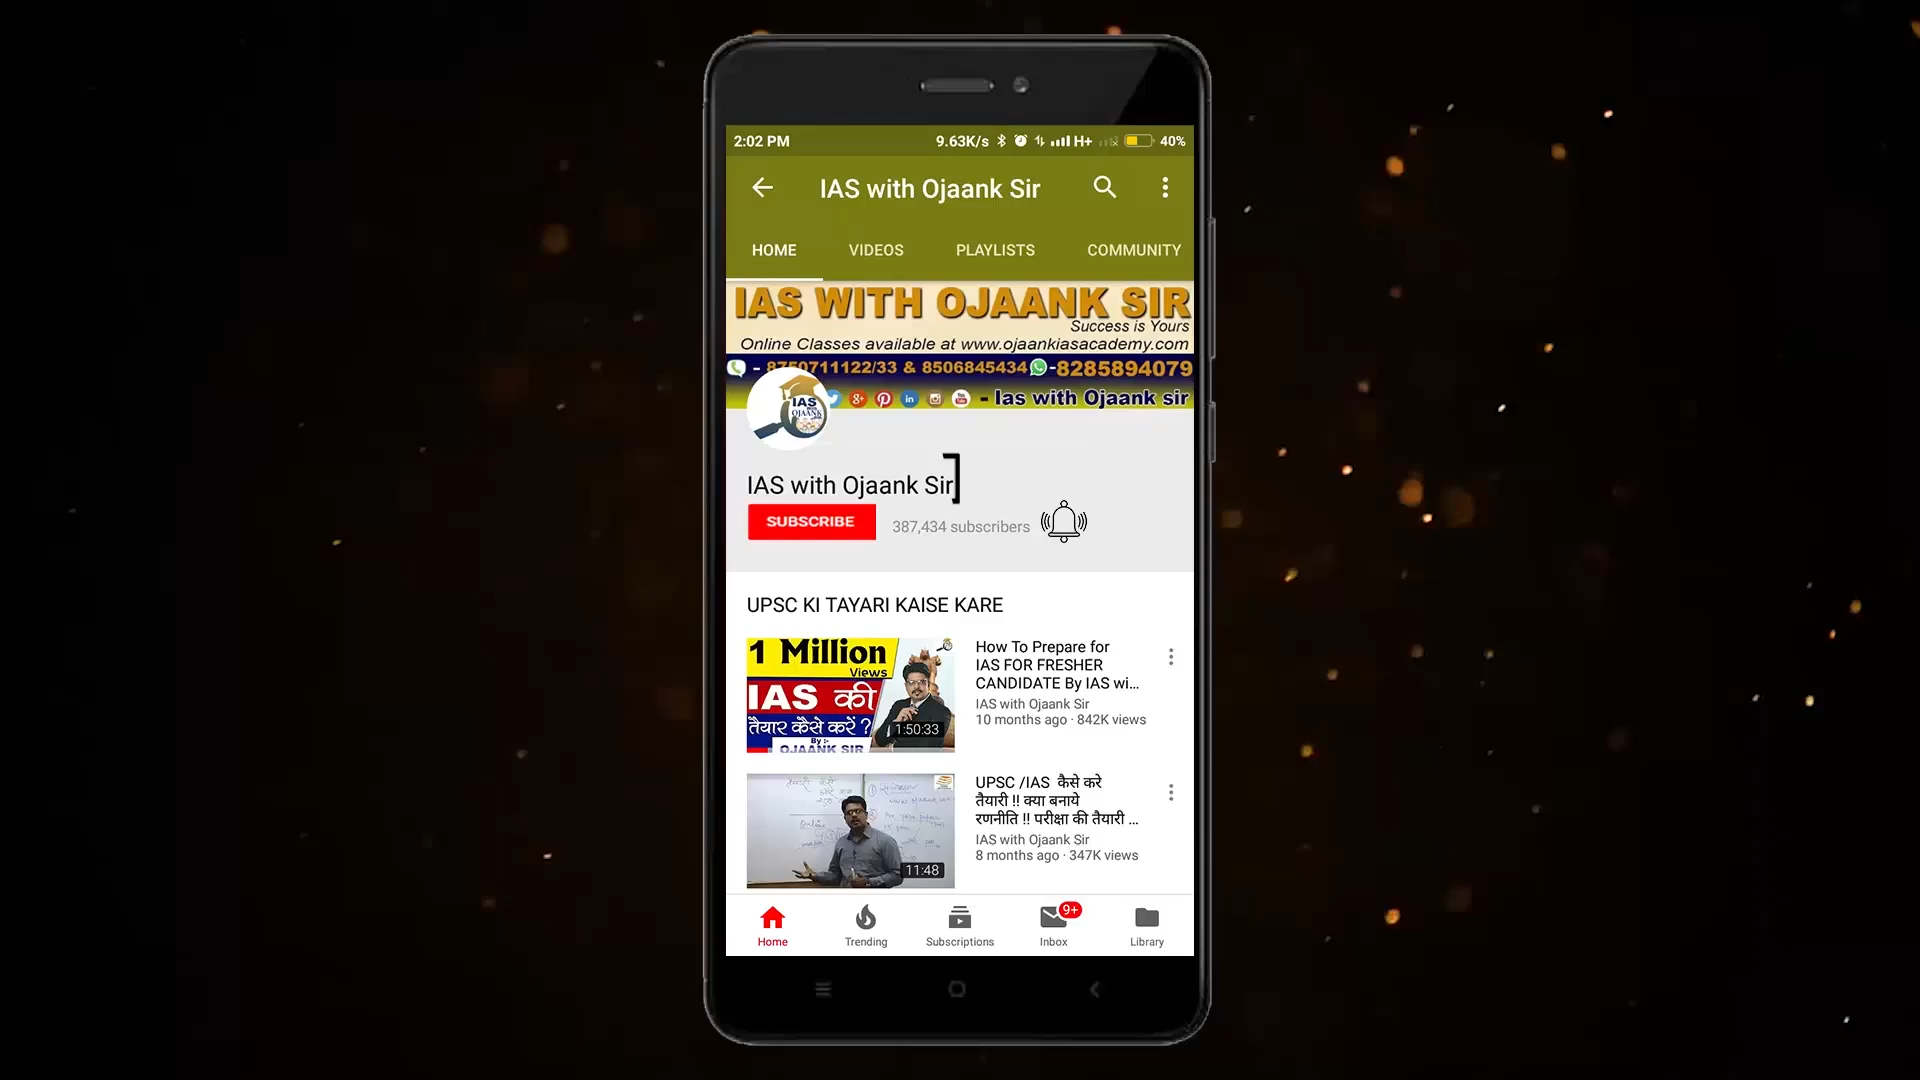 2:02 PM 9.63K/s H+ 40%
IAS with Ojaank Sir
HOME VIDEOS PLAYLISTS COMMUNITY
IAS WITH OJAANK SIR
Success is Yours
Online Classes available at www.ojaankiasacademy.com
- 8750711122/33 & 8506845434 -8285894079
- Ias with Ojaank sir
IAS
OJAANK
IAS with Ojaank Sir
SUBSCRIBE 387,434 subscribers
UPSC KI TAYARI KAISE KARE
1 Million
Views
IAS की
तैयार कैसे करें ?
By :-
OJAANK SIR
1:50:33
How To Prepare for
IAS FOR FRESHER
CANDIDATE By IAS wi...
IAS with Ojaank Sir
10 months ago · 842K views
11:48
UPSC /IAS कैसे करे
तैयारी !! क्या बनाये
रणनीति !! परीक्षा की तैयारी ...
IAS with Ojaank Sir
8 months ago · 347K views
9+
Home Trending Subscriptions Inbox Library